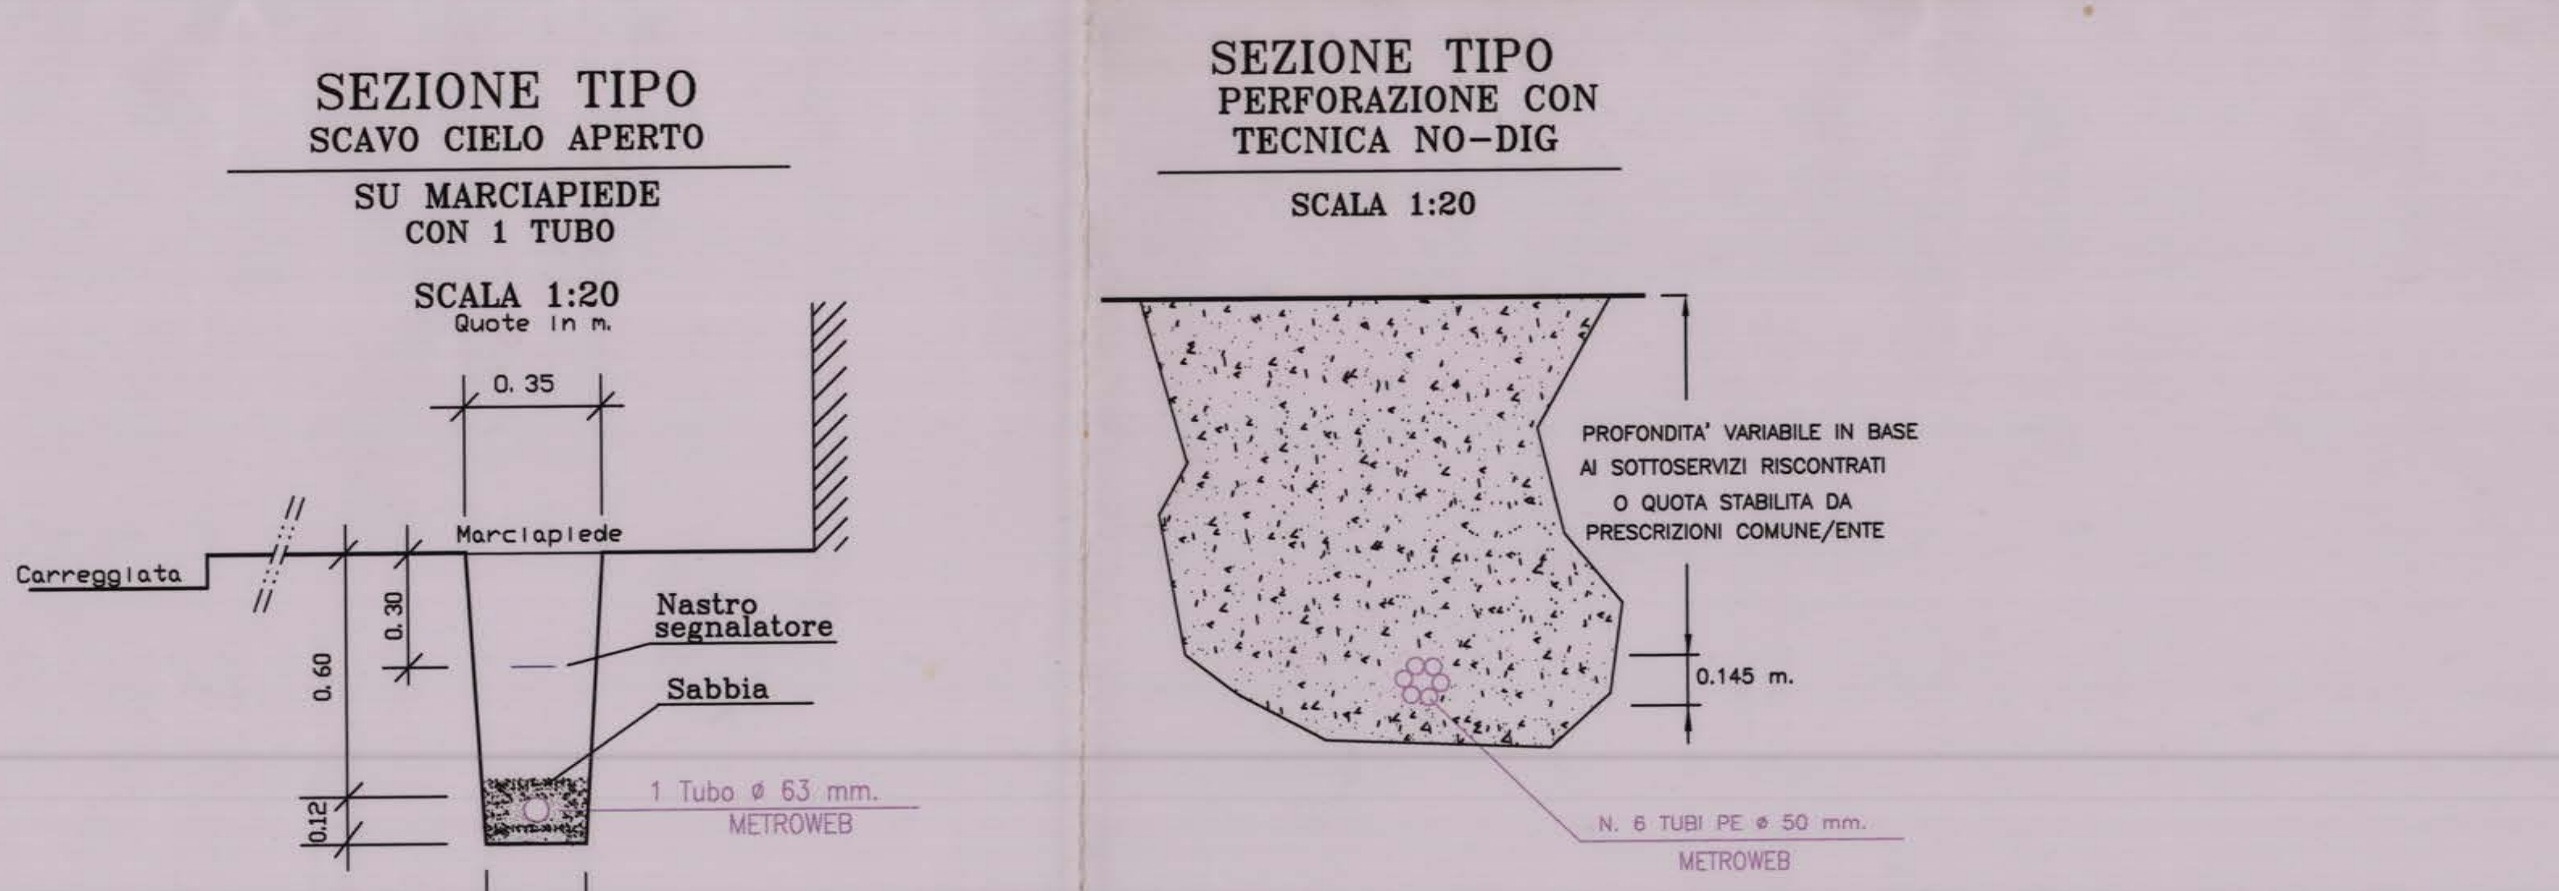 SEZIONE TIPO
SCAVO CIELO APERTO
SU MARCIAPIEDE
CON 1 TUBO
SCALA 1:20
Quote in m.
0.35
Marciapiede
Carreggiata
0.30
0.60
Nastro
segnalatore
Sabbia
0.12
1 Tubo ø 63 mm.
METROWEB
SEZIONE TIPO
PERFORAZIONE CON
TECNICA NO-DIG
SCALA 1:20
PROFONDITA' VARIABILE IN BASE
AI SOTTOSERVIZI RISCONTRATI
O QUOTA STABILITA DA
PRESCRIZIONI COMUNE/ENTE
0.145 m.
N. 6 TUBI PE ø 50 mm.
METROWEB